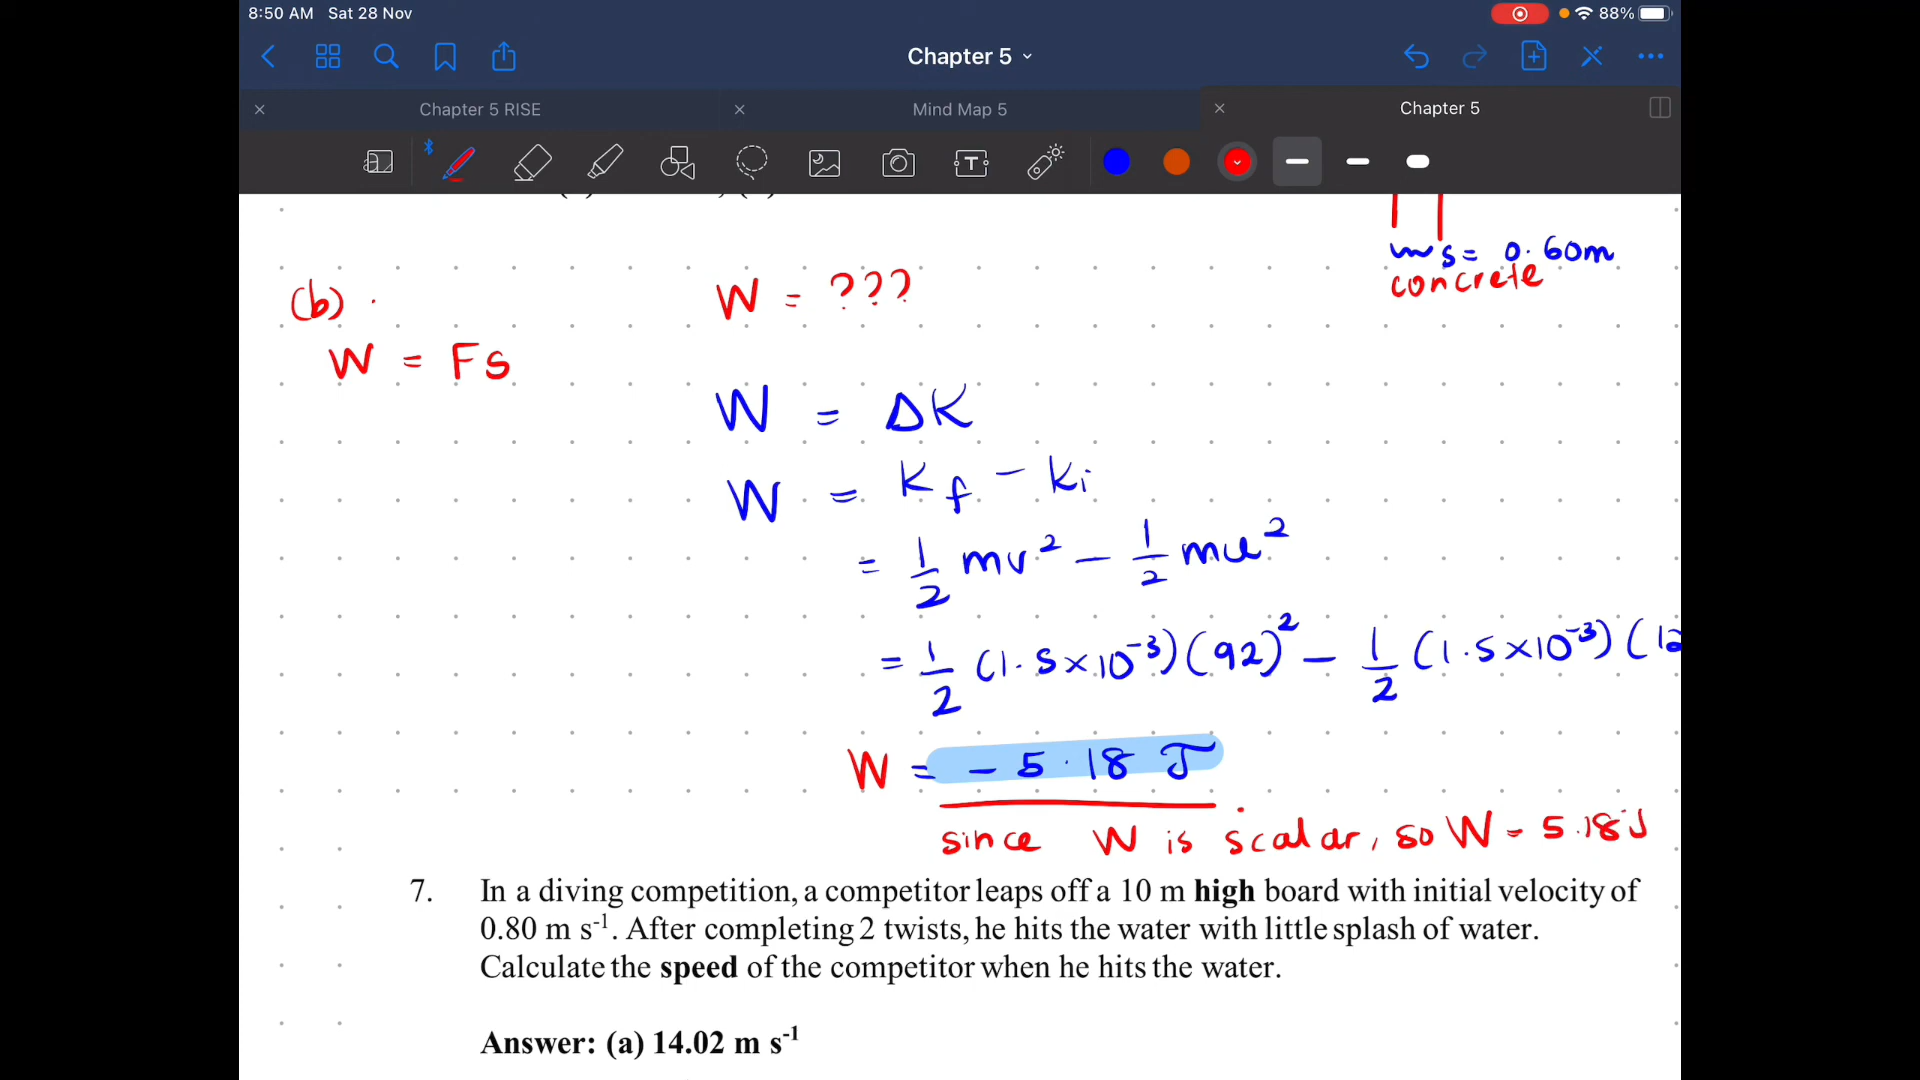 8:50 AM Sat 28 Nov
88%
Chapter 5
Chapter 5 RISE
Mind Map 5
Chapter 5
s = 0.60m
concrete
(b)
W = ???
W = Fs
W = ΔK
W = Kf - Ki
= 1/2 mv² - 1/2 mu²
= 1/2 (1.5×10⁻³)(92)² - 1/2 (1.5×10⁻³)(12
W = - 5.18 J
since W is scalar, so W = 5.18J
7. In a diving competition, a competitor leaps off a 10 m high board with initial velocity of
0.80 m s⁻¹. After completing 2 twists, he hits the water with little splash of water.
Calculate the speed of the competitor when he hits the water.
Answer: (a) 14.02 m s⁻¹